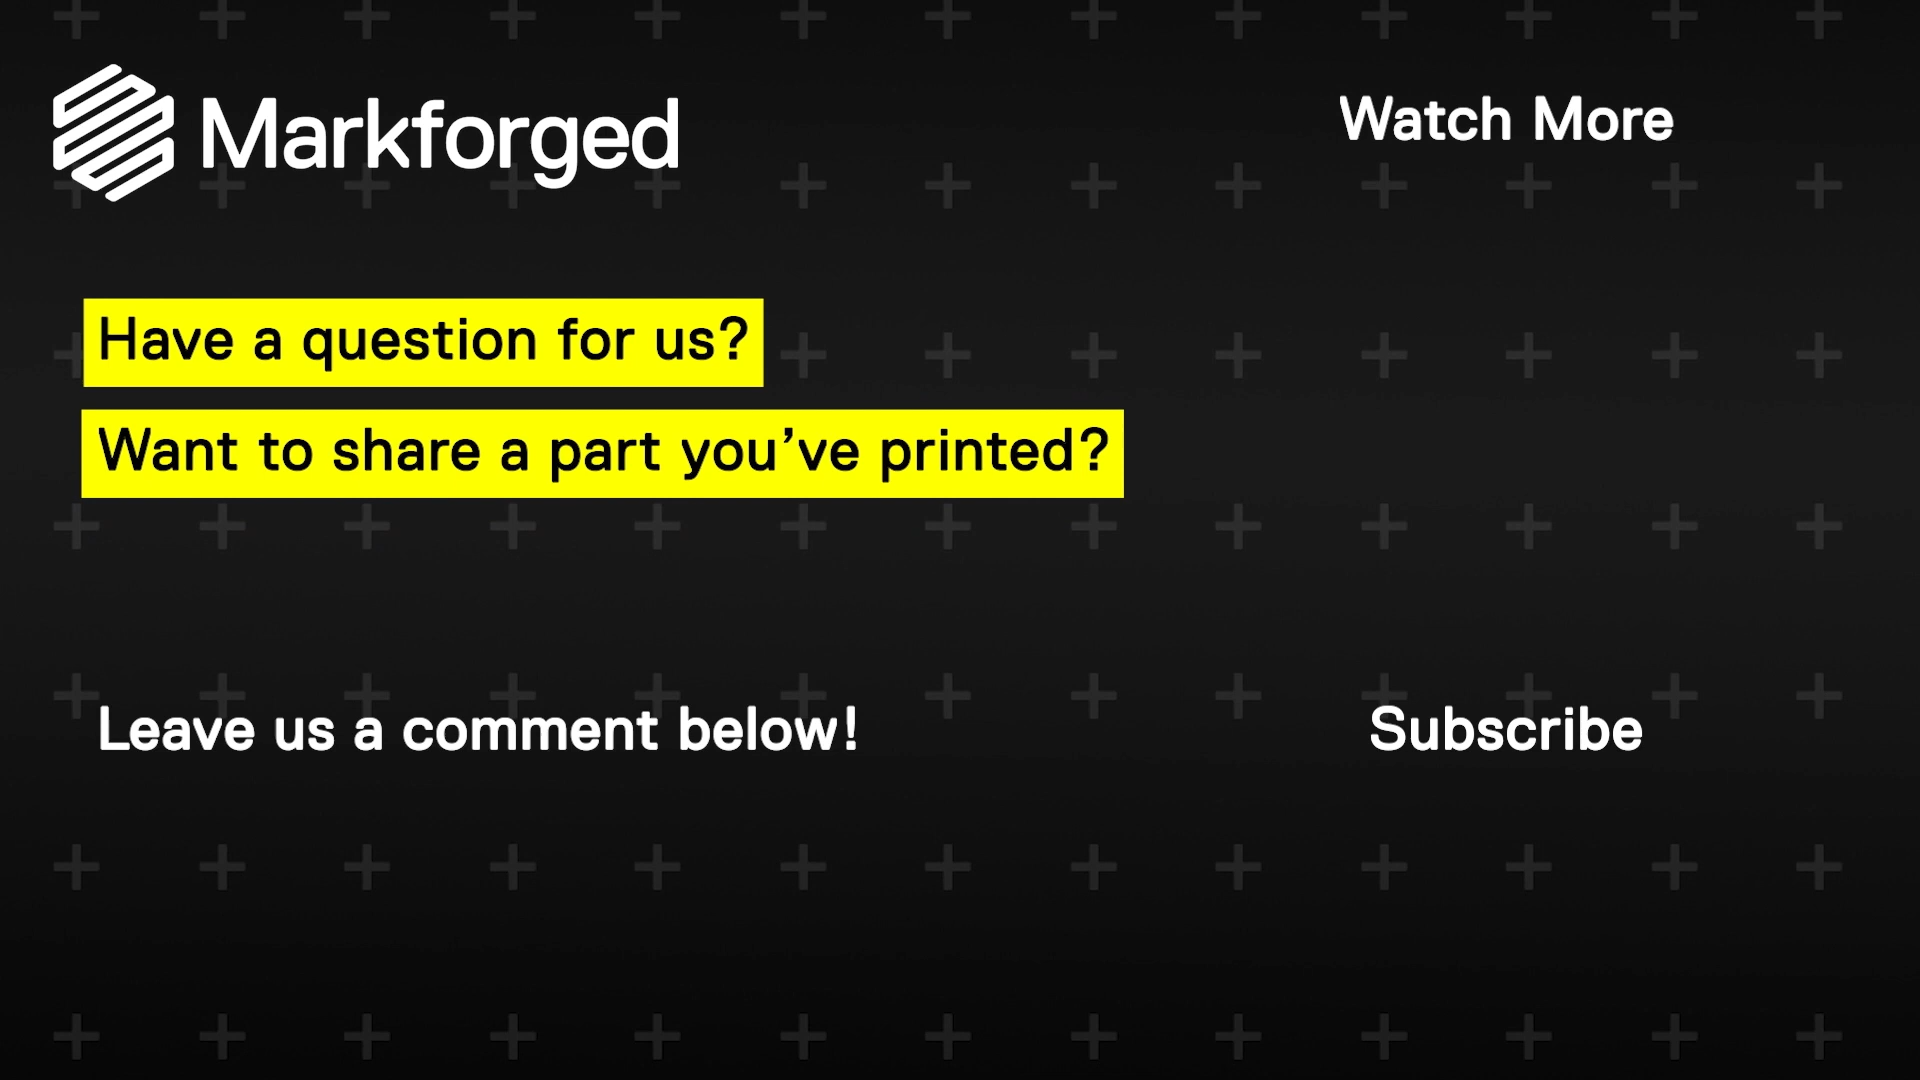 Markforged
Watch More
Have a question for us?
Want to share a part you’ve printed?
Leave us a comment below!
Subscribe